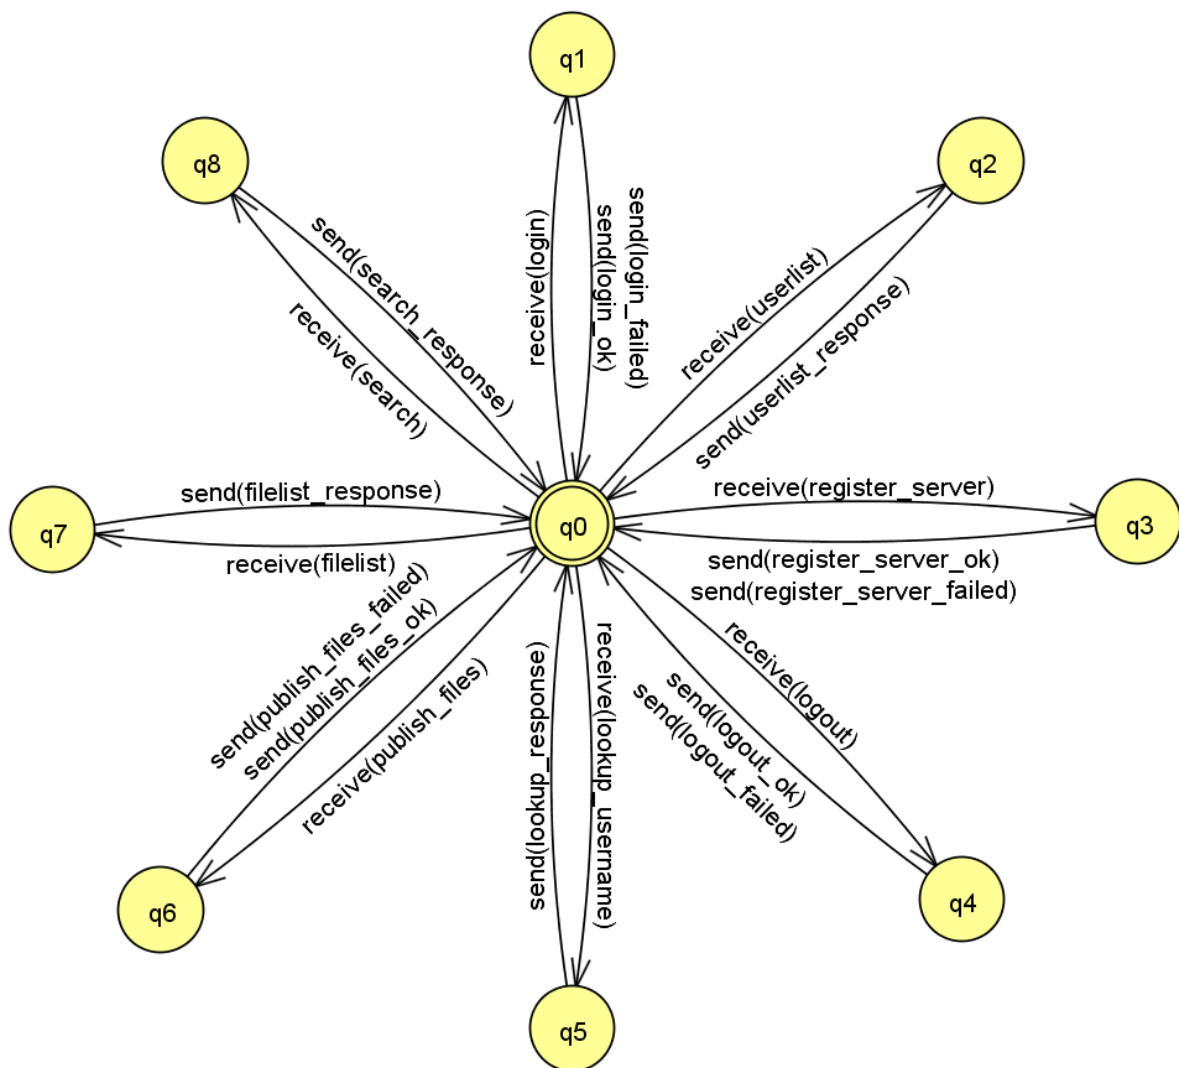 q1
q8
q2
send(search_response)
receive(search)
receive(login)
send(login_failed)
send(login_ok)
receive(userlist)
send(userlist_response)
q7
send(filelist_response)
receive(filelist)
q0
receive(register_server)
send(register_server_ok)
send(register_server_failed)
q3
send(publish_files_failed)
send(publish_files_ok)
receive(publish_files)
send(lookup_response)
receive(lookup_username)
receive(logout)
send(logout_ok)
send(logout_failed)
q6
q4
q5